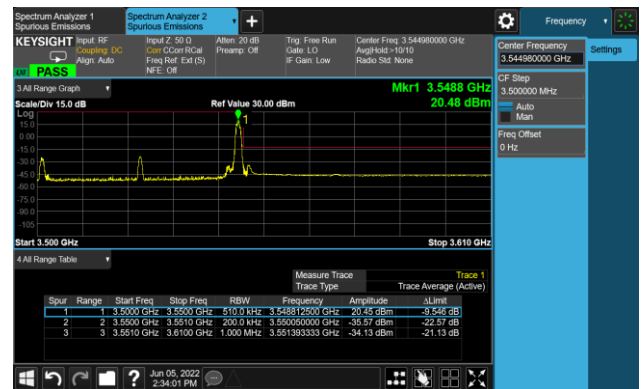 Spectrum Analyzer 1
Spurious Emissions
Spectrum Analyzer 2
Spurious Emissions
Frequency
KEYSIGHT
Input: RF
Coupling: DC
Align: Auto
Input Z: 50 Ω
Corr CCorr RCal
Freq Ref: Ext (S)
NFE: Off
Atten: 20 dB
Preamp: Off
Trig: Free Run
Gate: LO
IF Gain: Low
Center Freq: 3.544980000 GHz
Avg|Hold:>10/10
Radio Std: None
PASS
Center Frequency
3.544980000 GHz
Settings
CF Step
3.500000 MHz
Auto
Man
Freq Offset
0 Hz
3 All Range Graph
Mkr1 3.5488 GHz
20.48 dBm
Scale/Div 15.0 dB
Ref Value 30.00 dBm
Log
15.0
0.00
-15.0
-30.0
-45.0
-60.0
-75.0
-90.0
-105
1
Start 3.500 GHz
Stop 3.610 GHz
4 All Range Table
Measure Trace Trace 1
Trace Type Trace Average (Active)
Spur Range Start Freq Stop Freq RBW Frequency Amplitude ΔLimit
1 1 3.5000 GHz 3.5500 GHz 510.0 kHz 3.548812500 GHz 20.45 dBm -9.546 dB
2 2 3.5500 GHz 3.5510 GHz 200.0 kHz 3.550050000 GHz -35.57 dBm -22.57 dB
3 3 3.5510 GHz 3.6100 GHz 1.000 MHz 3.551393333 GHz -34.13 dBm -21.13 dB
Jun 05, 2022
2:34:01 PM